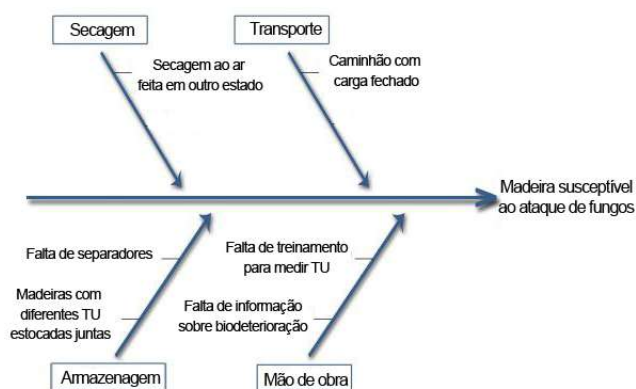 Secagem
Transporte
Secagem ao ar
feita em outro estado
Caminhão com
carga fechado
Madeira susceptível
ao ataque de fungos
Falta de separadores
Madeiras com
diferentes TU
estocadas juntas
Falta de treinamento
para medir TU
Falta de informação
sobre biodeterioração
Armazenagem
Mão de obra